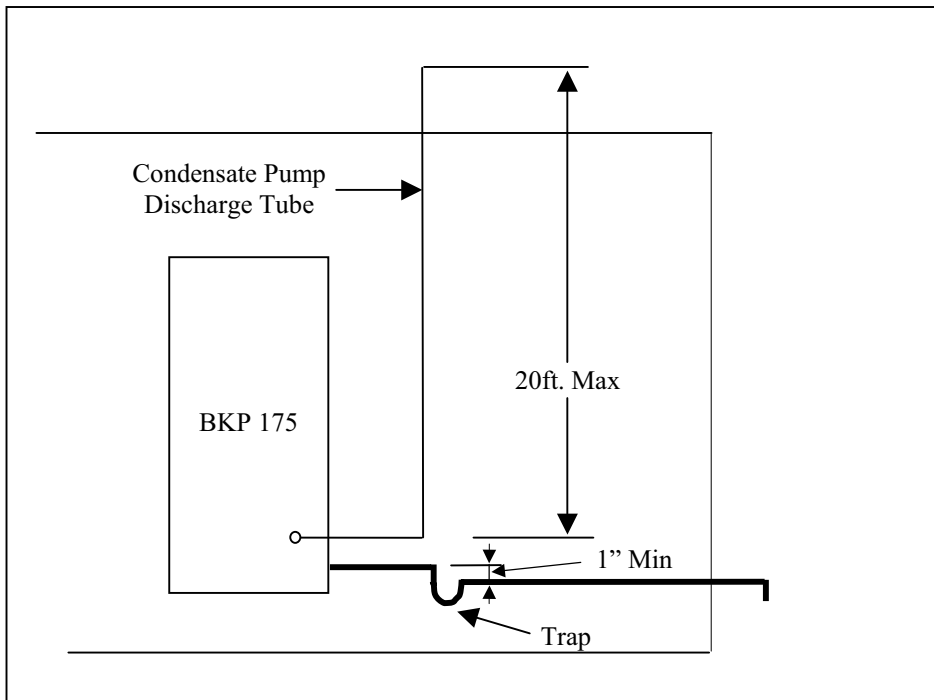 Condensate Pump
Discharge Tube
20ft. Max
BKP 175
1” Min
Trap